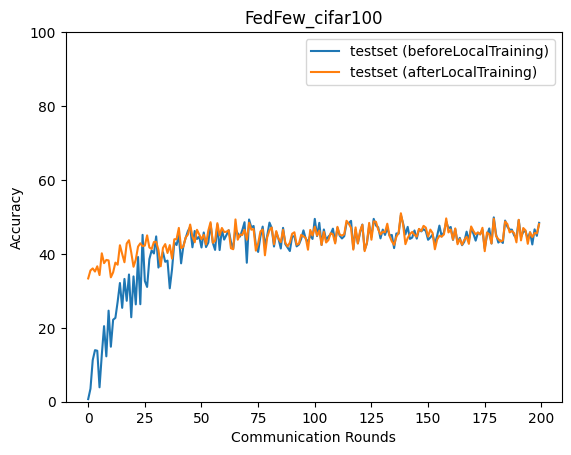 FedFew_cifar100
testset (beforeLocalTraining)
testset (afterLocalTraining)
100
80
60
40
20
0
Accuracy
0 25 50 75 100 125 150 175 200
Communication Rounds